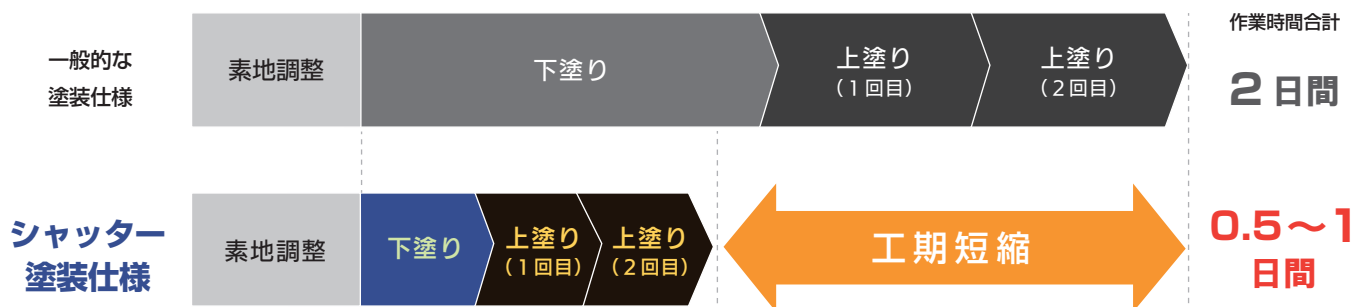 作業時間合計
一般的な
塗装仕様
素地調整
下塗り
上塗り
（1回目）
上塗り
（2回目）
2日間
シャッター
塗装仕様
素地調整
下塗り
上塗り
（1回目）
上塗り
（2回目）
工期短縮
0.5〜1
日間